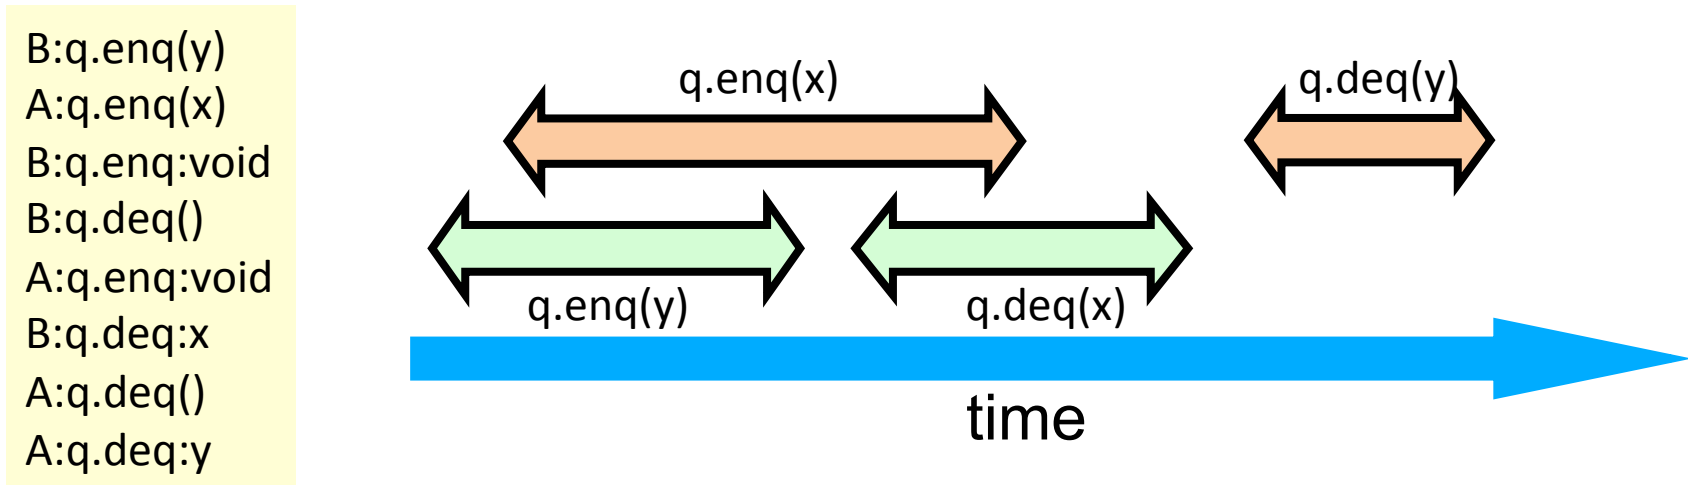 B:q.enq(y)
A:q.enq(x)
B:q.enq:void
B:q.deq()
A:q.enq:void
B:q.deq:x
A:q.deq()
A:q.deq:y
q.enq(x)
q.deq(y)
q.enq(y)
q.deq(x)
time